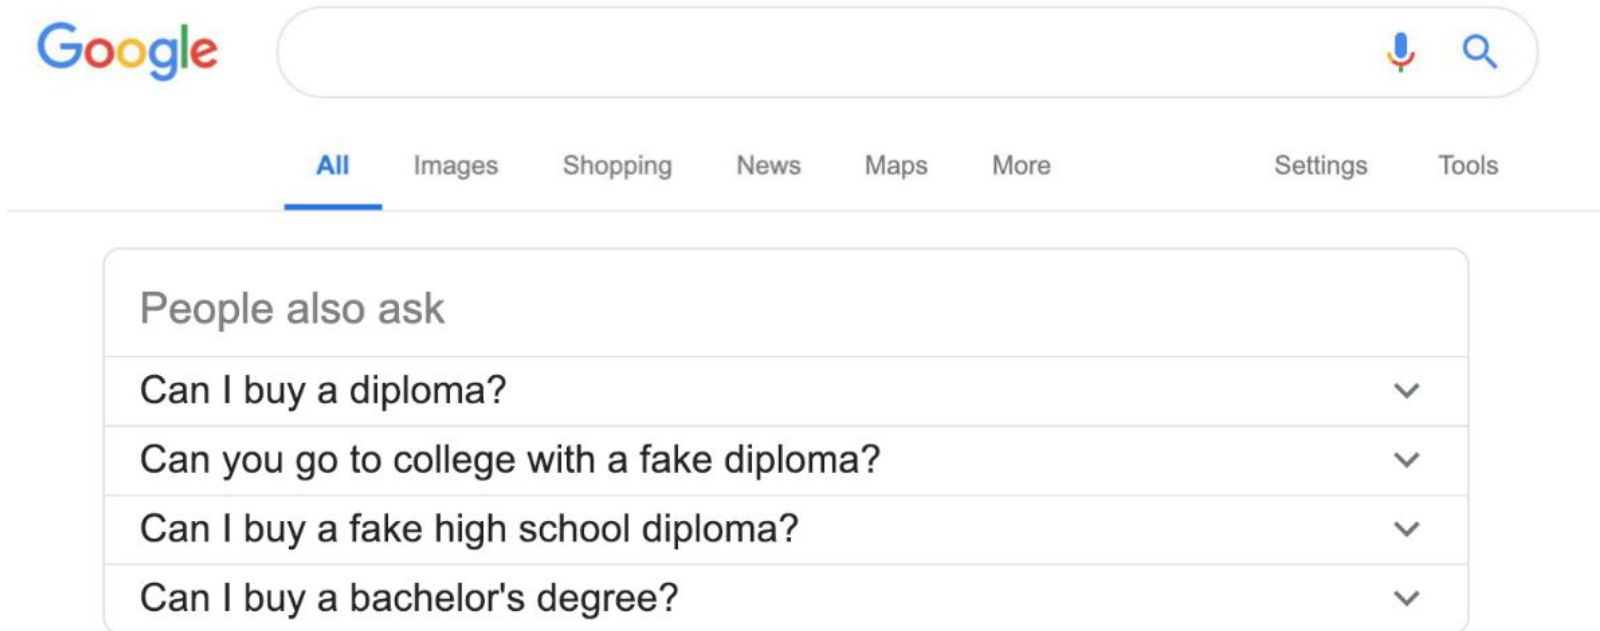 Google
All Images Shopping News Maps More Settings Tools
People also ask
Can I buy a diploma?
Can you go to college with a fake diploma?
Can I buy a fake high school diploma?
Can I buy a bachelor's degree?